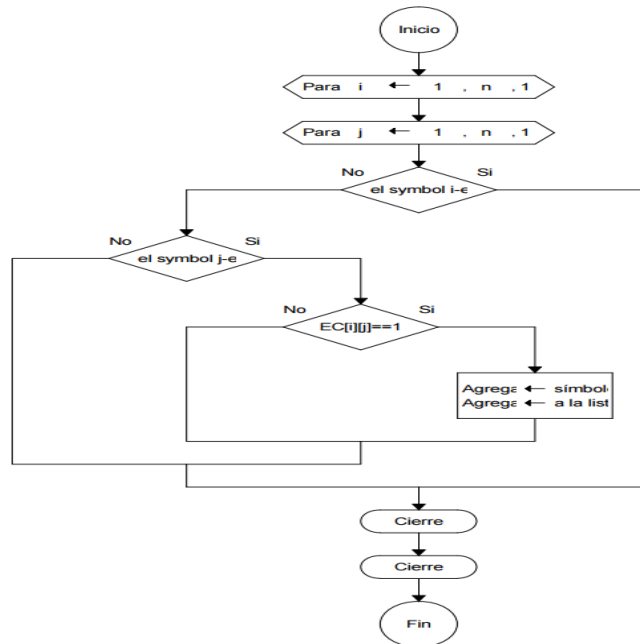 Inicio
Para i ← 1 , n , 1
Para j ← 1 , n , 1
No Si
el symbol i-e
No Si
el symbol j-e
No Si
EC[i][j]==1
Agrega ← símbol
Agrega ← a la list
Cierre
Cierre
Fin